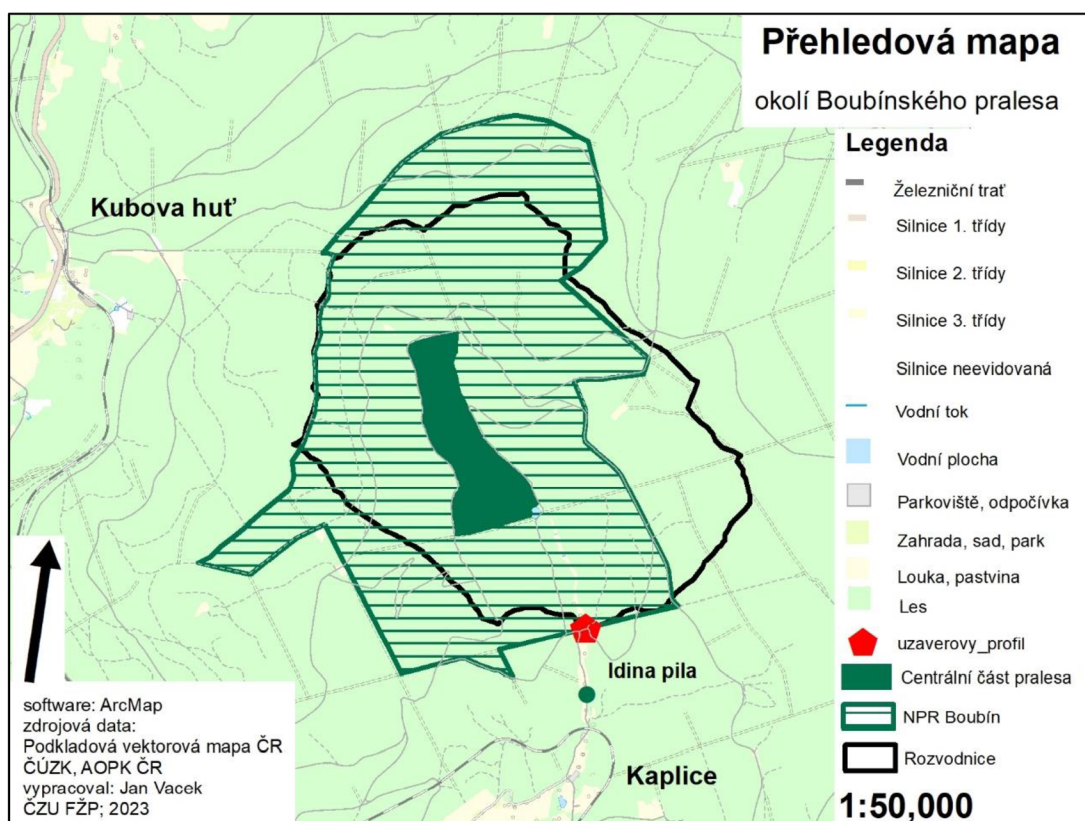 Přehledová mapa
okolí Boubínského pralesa
Legenda
Železniční trať
Silnice 1. třídy
Silnice 2. třídy
Silnice 3. třídy
Silnice neevidovaná
Vodní tok
Vodní plocha
Parkoviště, odpočívka
Zahrada, sad, park
Louka, pastvina
Les
uzaverovy_profil
Centrální část pralesa
NPR Boubín
Rozvodnice
1:50,000
Kubova huť
Idina pila
Kaplice
software: ArcMap
zdrojová data:
Podkladová vektorová mapa ČR
ČÚZK, AOPK ČR
vypracoval: Jan Vacek
ČZU FŽP; 2023